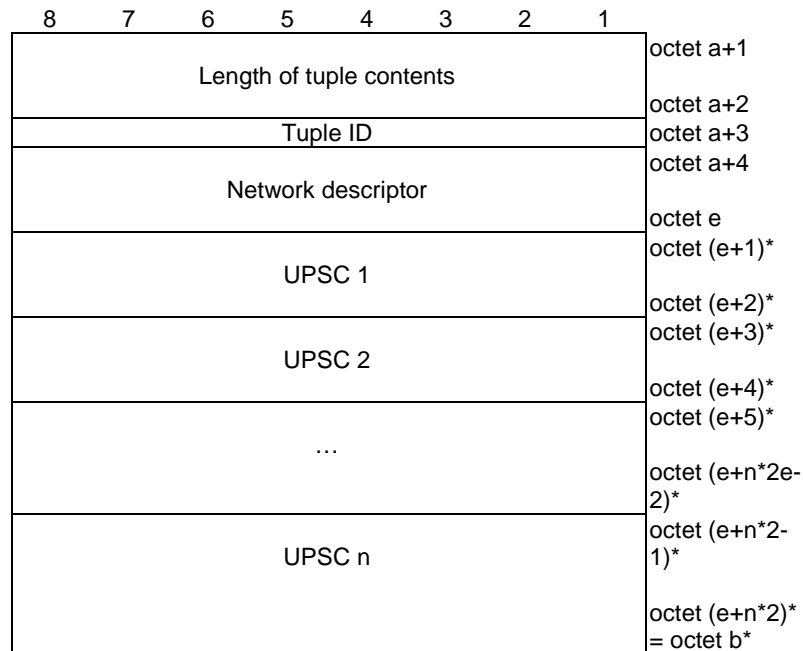 8 7 6 5 4 3 2 1
octet a+1
Length of tuple contents
octet a+2
Tuple ID octet a+3
octet a+4
Network descriptor
octet e
octet (e+1)*
UPSC 1
octet (e+2)*
octet (e+3)*
UPSC 2
octet (e+4)*
octet (e+5)*
…
octet (e+n*2e-
2)*
octet (e+n*2-
1)*
UPSC n
octet (e+n*2)*
= octet b*